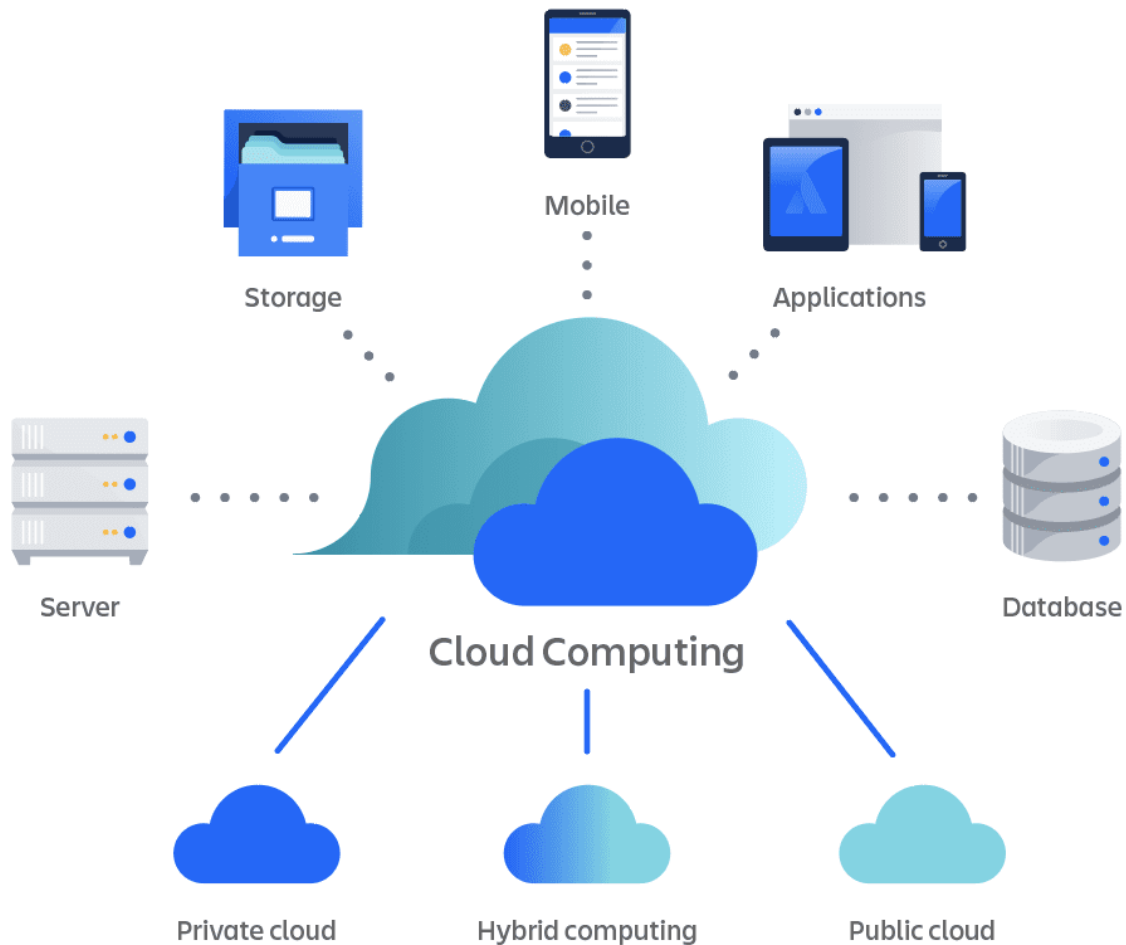 Mobile
Storage
Applications
Server
Database
Cloud Computing
Private cloud
Hybrid computing
Public cloud